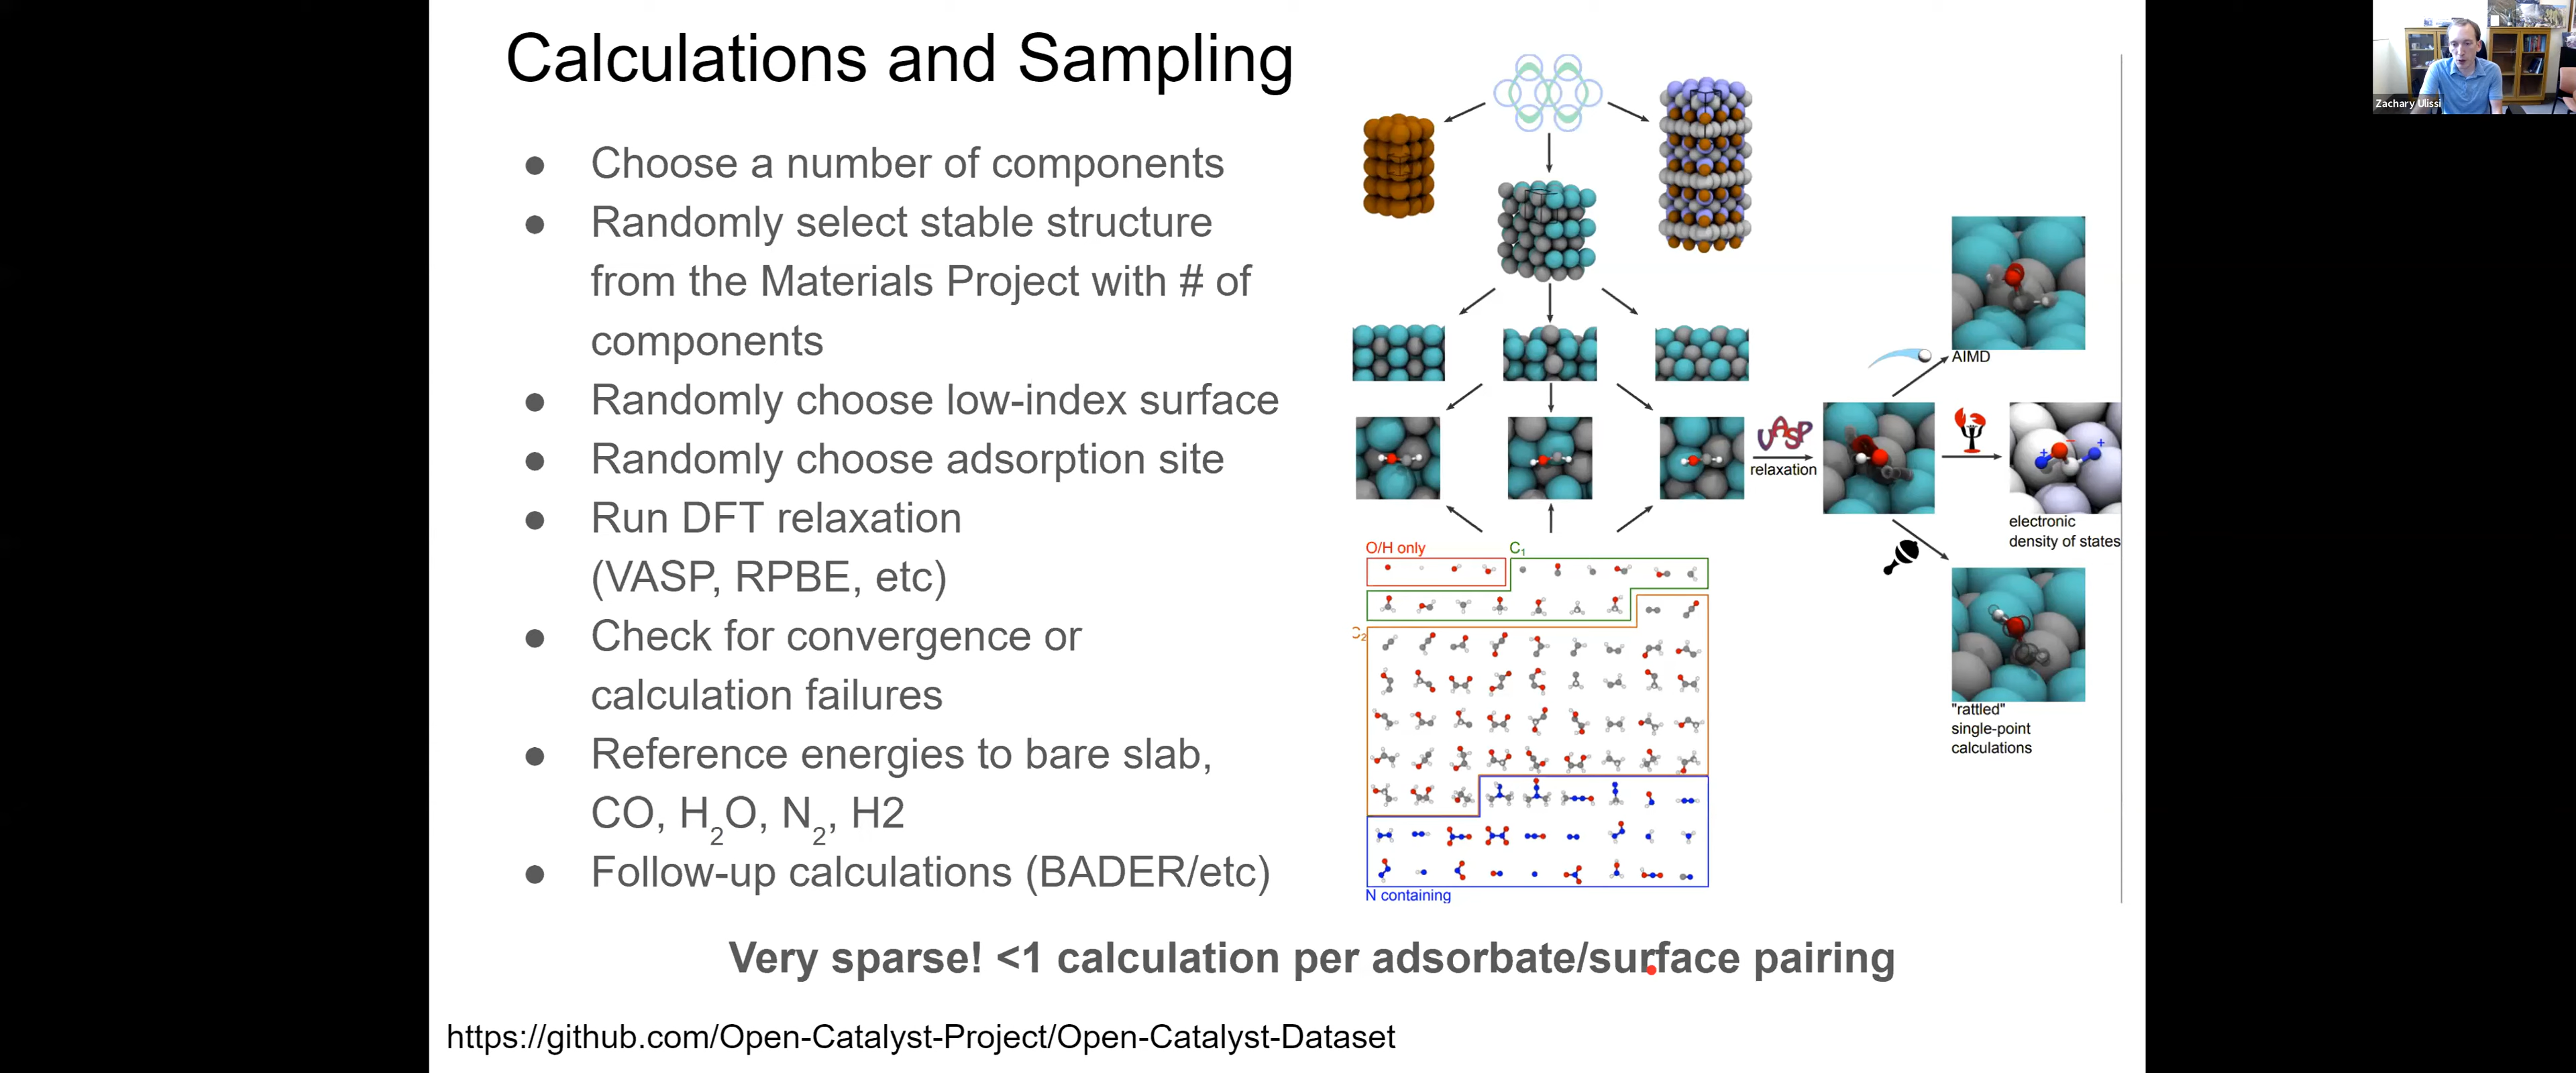 Calculations and Sampling
● Choose a number of components
● Randomly select stable structure
from the Materials Project with # of
components
● Randomly choose low-index surface
● Randomly choose adsorption site
● Run DFT relaxation
(VASP, RPBE, etc)
● Check for convergence or
calculation failures
● Reference energies to bare slab,
CO, H₂O, N₂, H2
● Follow-up calculations (BADER/etc)
VASP
relaxation
AIMD
electronic
density of states
"rattled"
single-point
calculations
O/H only
C₁
C₂
N containing
Very sparse! <1 calculation per adsorbate/surface pairing
https://github.com/Open-Catalyst-Project/Open-Catalyst-Dataset
Zachary Ulissi